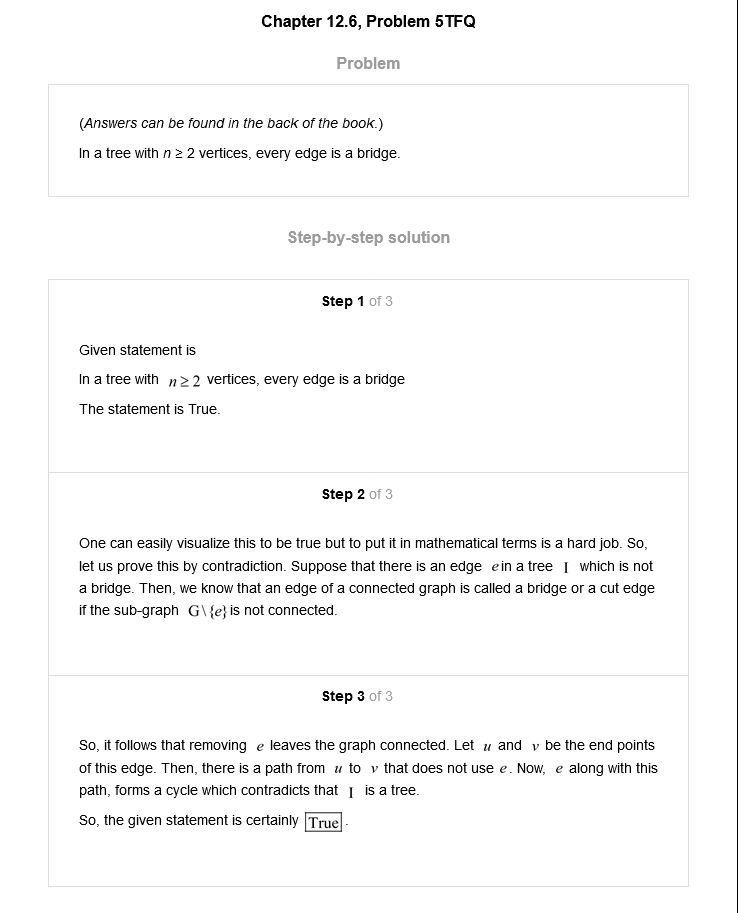 Chapter 12.6, Problem 5TFQ
Problem
(Answers can be found in the back of the book.)
In a tree with n ≥ 2 vertices, every edge is a bridge.
Step-by-step solution
Step 1 of 3
Given statement is
In a tree with n ≥ 2 vertices, every edge is a bridge
The statement is True.
Step 2 of 3
One can easily visualize this to be true but to put it in mathematical terms is a hard job. So,
let us prove this by contradiction. Suppose that there is an edge e in a tree I which is not
a bridge. Then, we know that an edge of a connected graph is called a bridge or a cut edge
if the sub-graph G\{e} is not connected.
Step 3 of 3
So, it follows that removing e leaves the graph connected. Let u and v be the end points
of this edge. Then, there is a path from u to v that does not use e. Now, e along with this
path, forms a cycle which contradicts that I is a tree.
So, the given statement is certainly True.